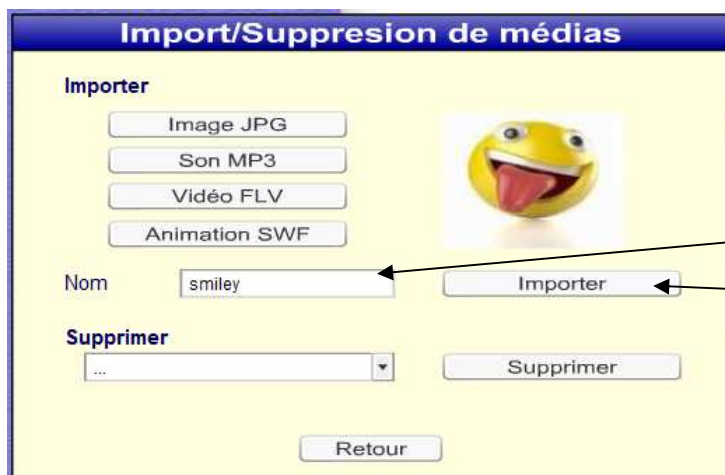 Import/Suppresion de médias
Importer
Image JPG
Son MP3
Vidéo FLV
Animation SWF
Nom smiley Importer
Supprimer
... Supprimer
Retour